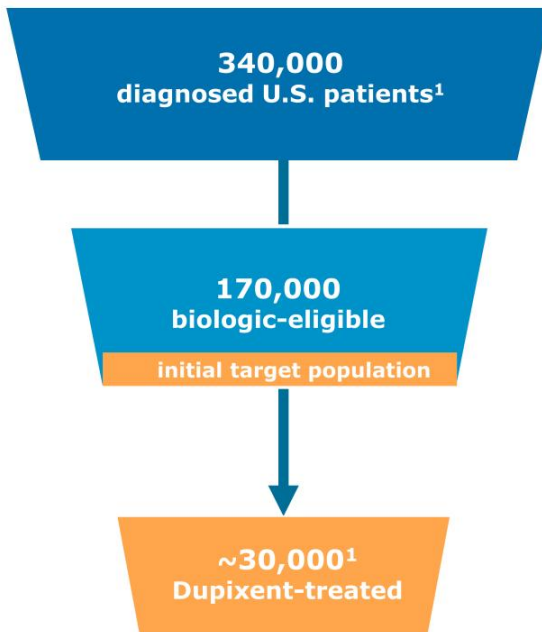 340,000
diagnosed U.S. patients¹
170,000
biologic-eligible
initial target population
~30,000¹
Dupixent-treated